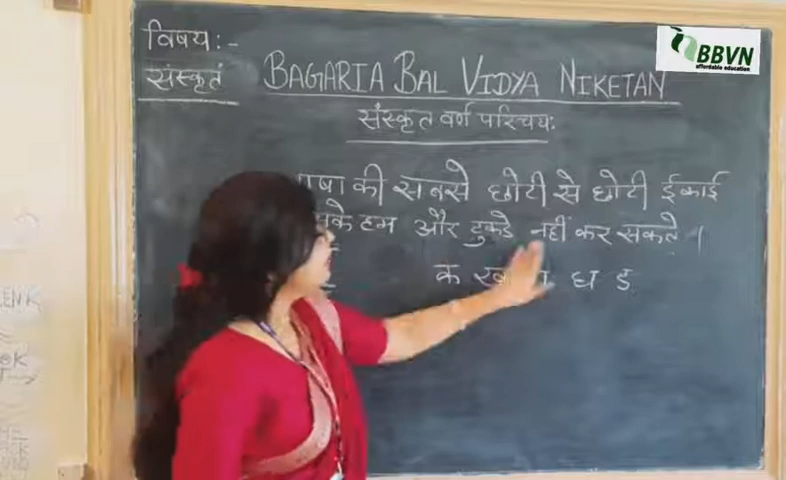 विषय:-
संस्कृतं
BAGARIA BAL VIDYA NIKETAN
BBVN
affordable education
संस्कृत वर्ण परिचय:
की सबसे छोटी से छोटी ईकाई
हम और टुकडे नहीं कर सकते ।
क ख घ ङ